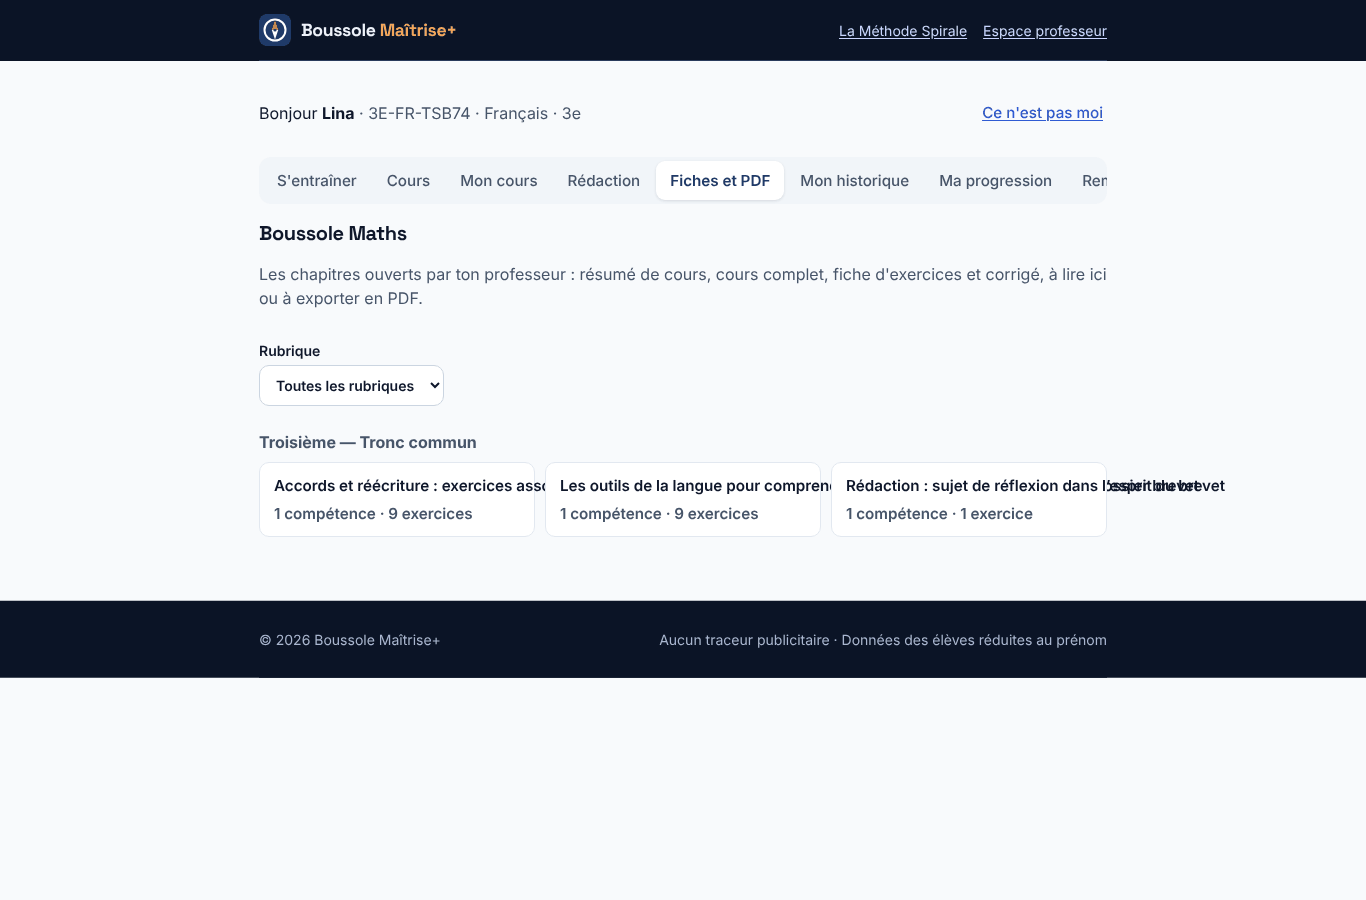 Boussole Maîtrise+
La Méthode Spirale Espace professeur
Bonjour Lina · 3E-FR-TSB74 · Français · 3e
Ce n'est pas moi
S'entraîner Cours Mon cours Rédaction Fiches et PDF Mon historique Ma progression
Boussole Maths
Les chapitres ouverts par ton professeur : résumé de cours, cours complet, fiche d'exercices et corrigé, à lire ici
ou à exporter en PDF.
Rubrique
Toutes les rubriques
Troisième — Tronc commun
Accords et réécriture : exercices
1 compétence · 9 exercices
Les outils de la langue pour
1 compétence · 9 exercices
Rédaction : sujet de réflexion dans l'esprit du brevet
1 compétence · 1 exercice
© 2026 Boussole Maîtrise+
Aucun traceur publicitaire · Données des élèves réduites au prénom